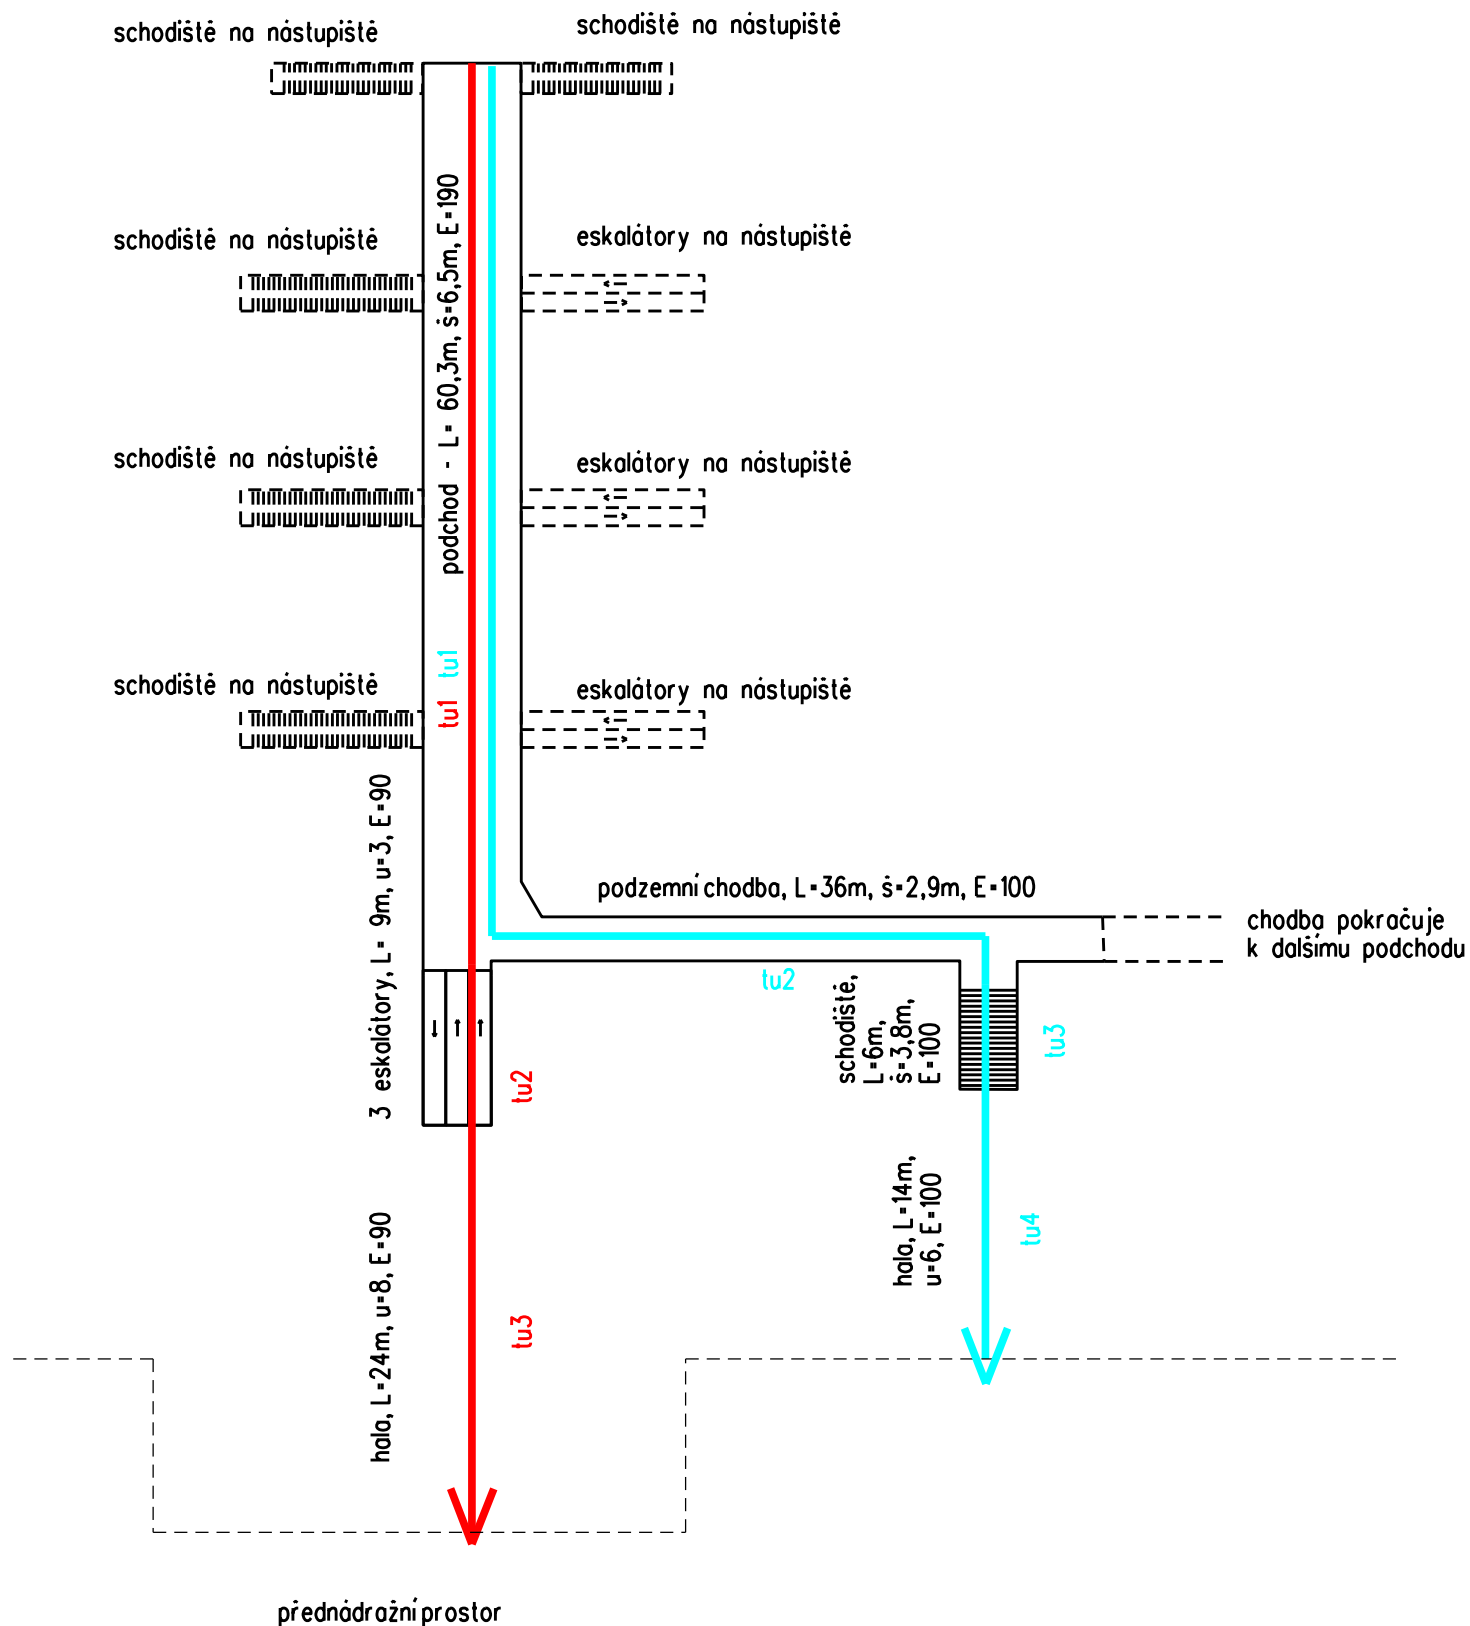 schodiště na nástupiště
schodiště na nástupiště
schodiště na nástupiště
eskalátory na nástupiště
podchod - L= 60,3m, š=6,5m, E=190
schodiště na nástupiště
eskalátory na nástupiště
tu1
tu1
schodiště na nástupiště
eskalátory na nástupiště
3 eskalátory, L= 9m, u=3, E=90
podzemní chodba, L=36m, š=2,9m, E=100
chodba pokračuje
k dalšímu podchodu
tu2
schodiště,
L=6m,
š=3,8m,
E=100
tu3
tu2
hala, L=14m,
u=6, E=100
tu4
hala, L=24m, u=8, E=90
tu3
přednádražní prostor